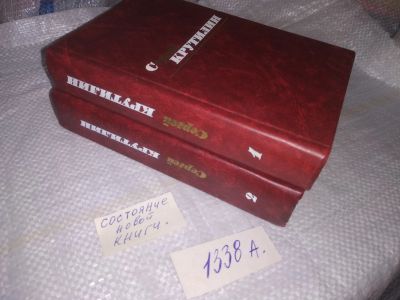 С
КРУТИЛИН
Сергей
КРУТИЛИН
1
Сергей
КРУТИЛИН
2
состояние
новой
книги.
1338 А.